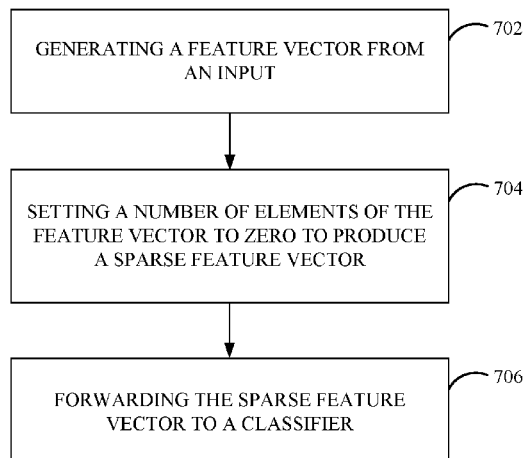 GENERATING A FEATURE VECTOR FROM
AN INPUT
702
SETTING A NUMBER OF ELEMENTS OF THE
FEATURE VECTOR TO ZERO TO PRODUCE
A SPARSE FEATURE VECTOR
704
FORWARDING THE SPARSE FEATURE
VECTOR TO A CLASSIFIER
706